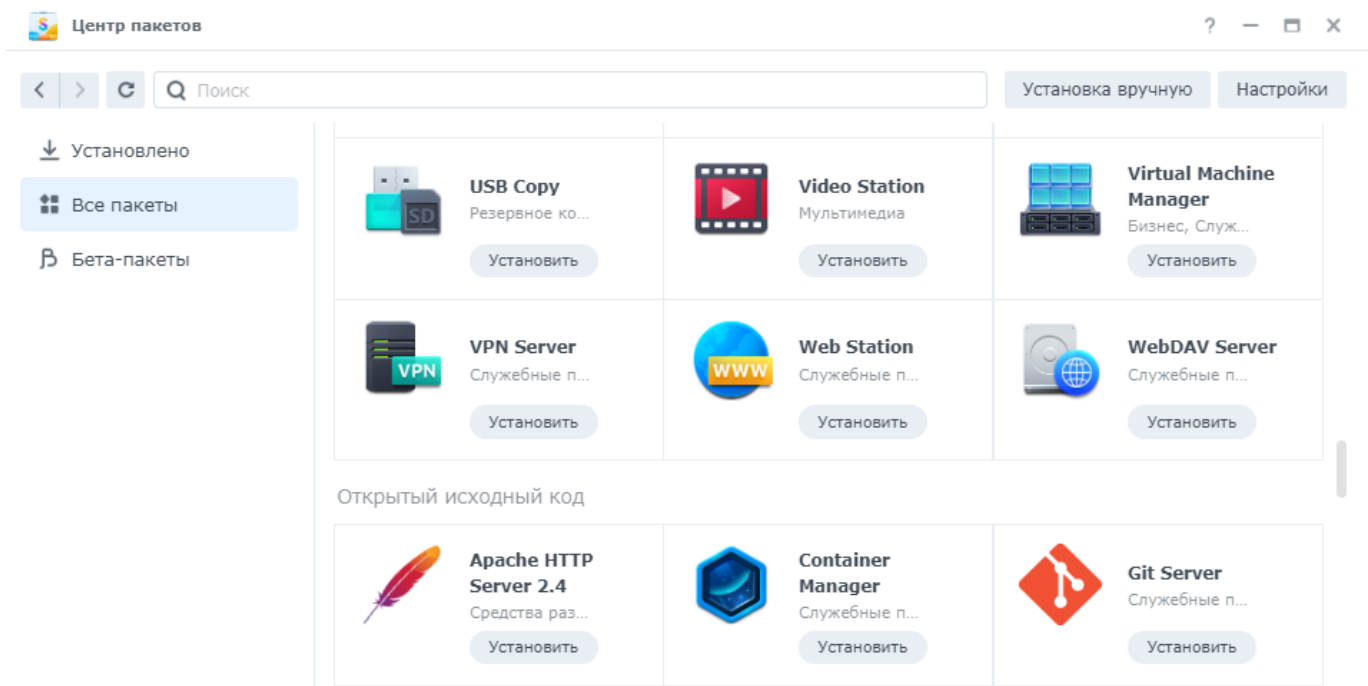 Центр пакетов
Поиск
Установка вручную
Настройки
Установлено
Все пакеты
Бета-пакеты
USB Copy
Резервное ко...
Установить
SD
Video Station
Мультимедиа
Установить
Virtual Machine
Manager
Бизнес, Служ...
Установить
VPN
VPN Server
Служебные п...
Установить
WWW
Web Station
Служебные п...
Установить
WebDAV Server
Служебные п...
Установить
Открытый исходный код
Apache HTTP
Server 2.4
Средства раз...
Установить
Container
Manager
Служебные п...
Установить
Git Server
Служебные п...
Установить